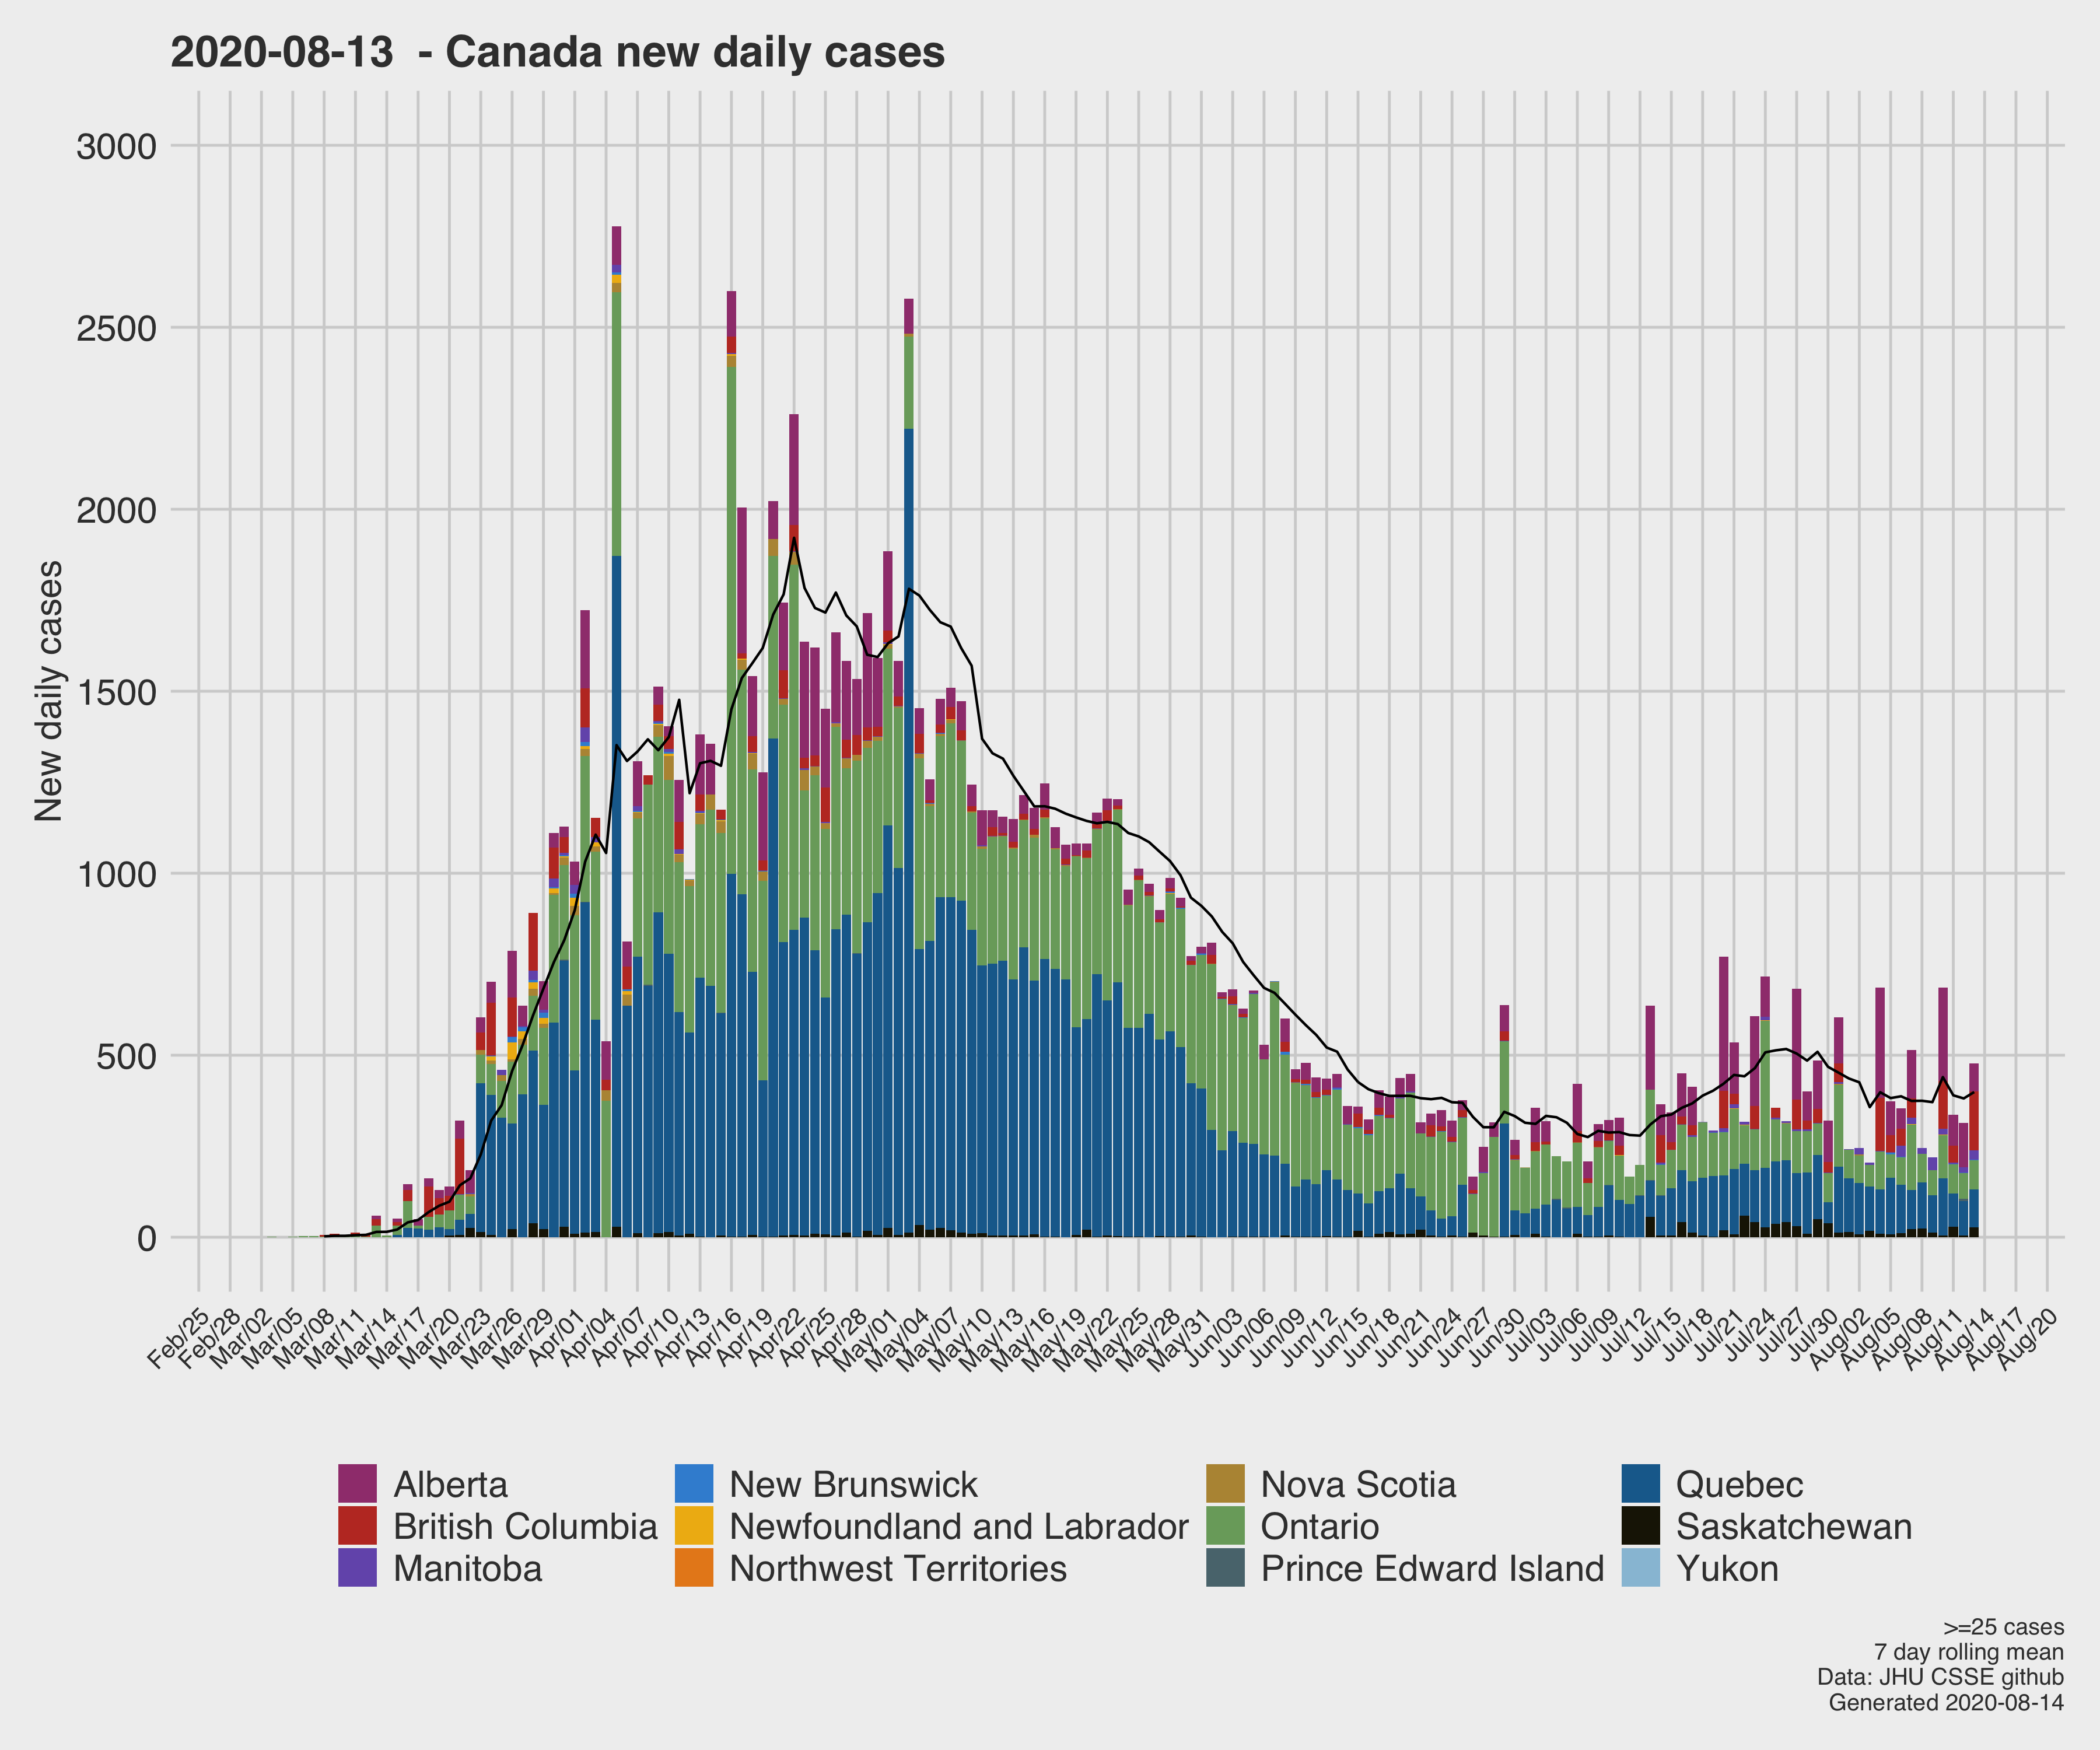 2020-08-13  - Canada new daily cases
New daily cases
3000
2500
2000
1500
1000
500
0
Feb/25
Feb/28
Mar/02
Mar/05
Mar/08
Mar/11
Mar/14
Mar/17
Mar/20
Mar/23
Mar/26
Mar/29
Apr/01
Apr/04
Apr/07
Apr/10
Apr/13
Apr/16
Apr/19
Apr/22
Apr/25
Apr/28
May/01
May/04
May/07
May/10
May/13
May/16
May/19
May/22
May/25
May/28
May/31
Jun/03
Jun/06
Jun/09
Jun/12
Jun/15
Jun/18
Jun/21
Jun/24
Jun/27
Jun/30
Jul/03
Jul/06
Jul/09
Jul/12
Jul/15
Jul/18
Jul/21
Jul/24
Jul/27
Jul/30
Aug/02
Aug/05
Aug/08
Aug/11
Aug/14
Aug/17
Aug/20
Alberta
British Columbia
Manitoba
New Brunswick
Newfoundland and Labrador
Northwest Territories
Nova Scotia
Ontario
Prince Edward Island
Quebec
Saskatchewan
Yukon
>=25 cases
7 day rolling mean
Data: JHU CSSE github
Generated 2020-08-14